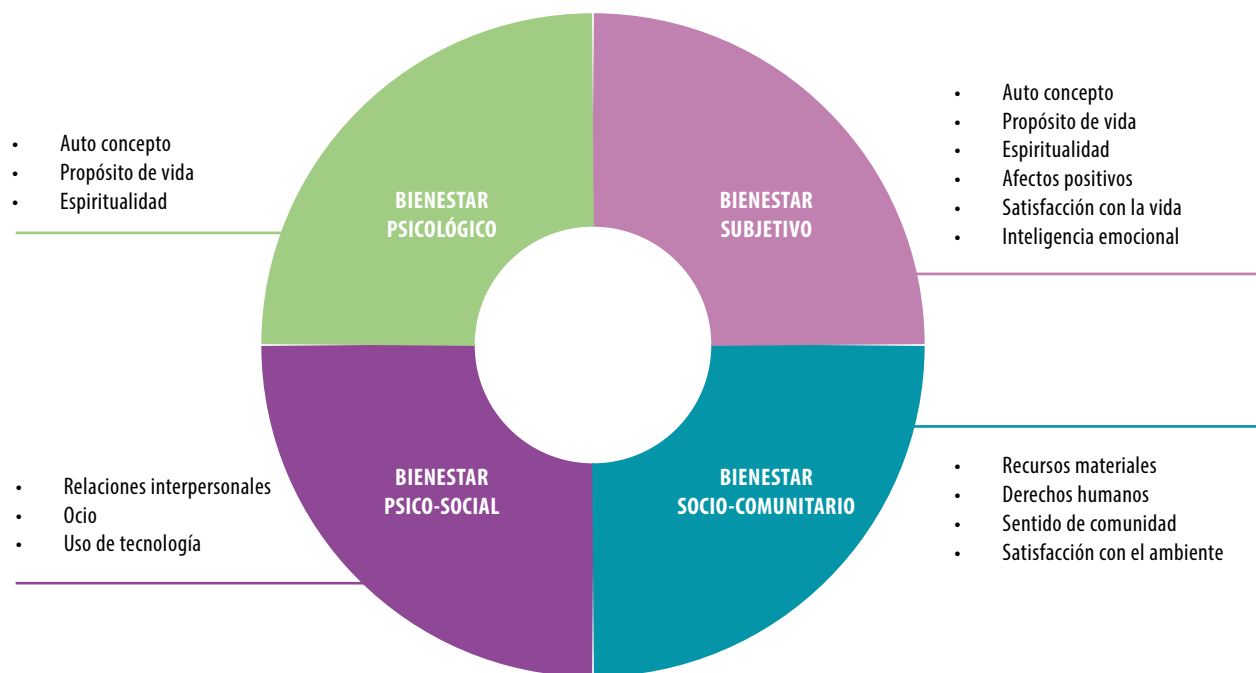 • Auto concepto
• Propósito de vida
• Espiritualidad
BIENESTAR
PSICOLÓGICO
BIENESTAR
SUBJETIVO
• Auto concepto
• Propósito de vida
• Espiritualidad
• Afectos positivos
• Satisfacción con la vida
• Inteligencia emocional
• Relaciones interpersonales
• Ocio
• Uso de tecnología
BIENESTAR
PSICO-SOCIAL
BIENESTAR
SOCIO-COMUNITARIO
• Recursos materiales
• Derechos humanos
• Sentido de comunidad
• Satisfacción con el ambiente